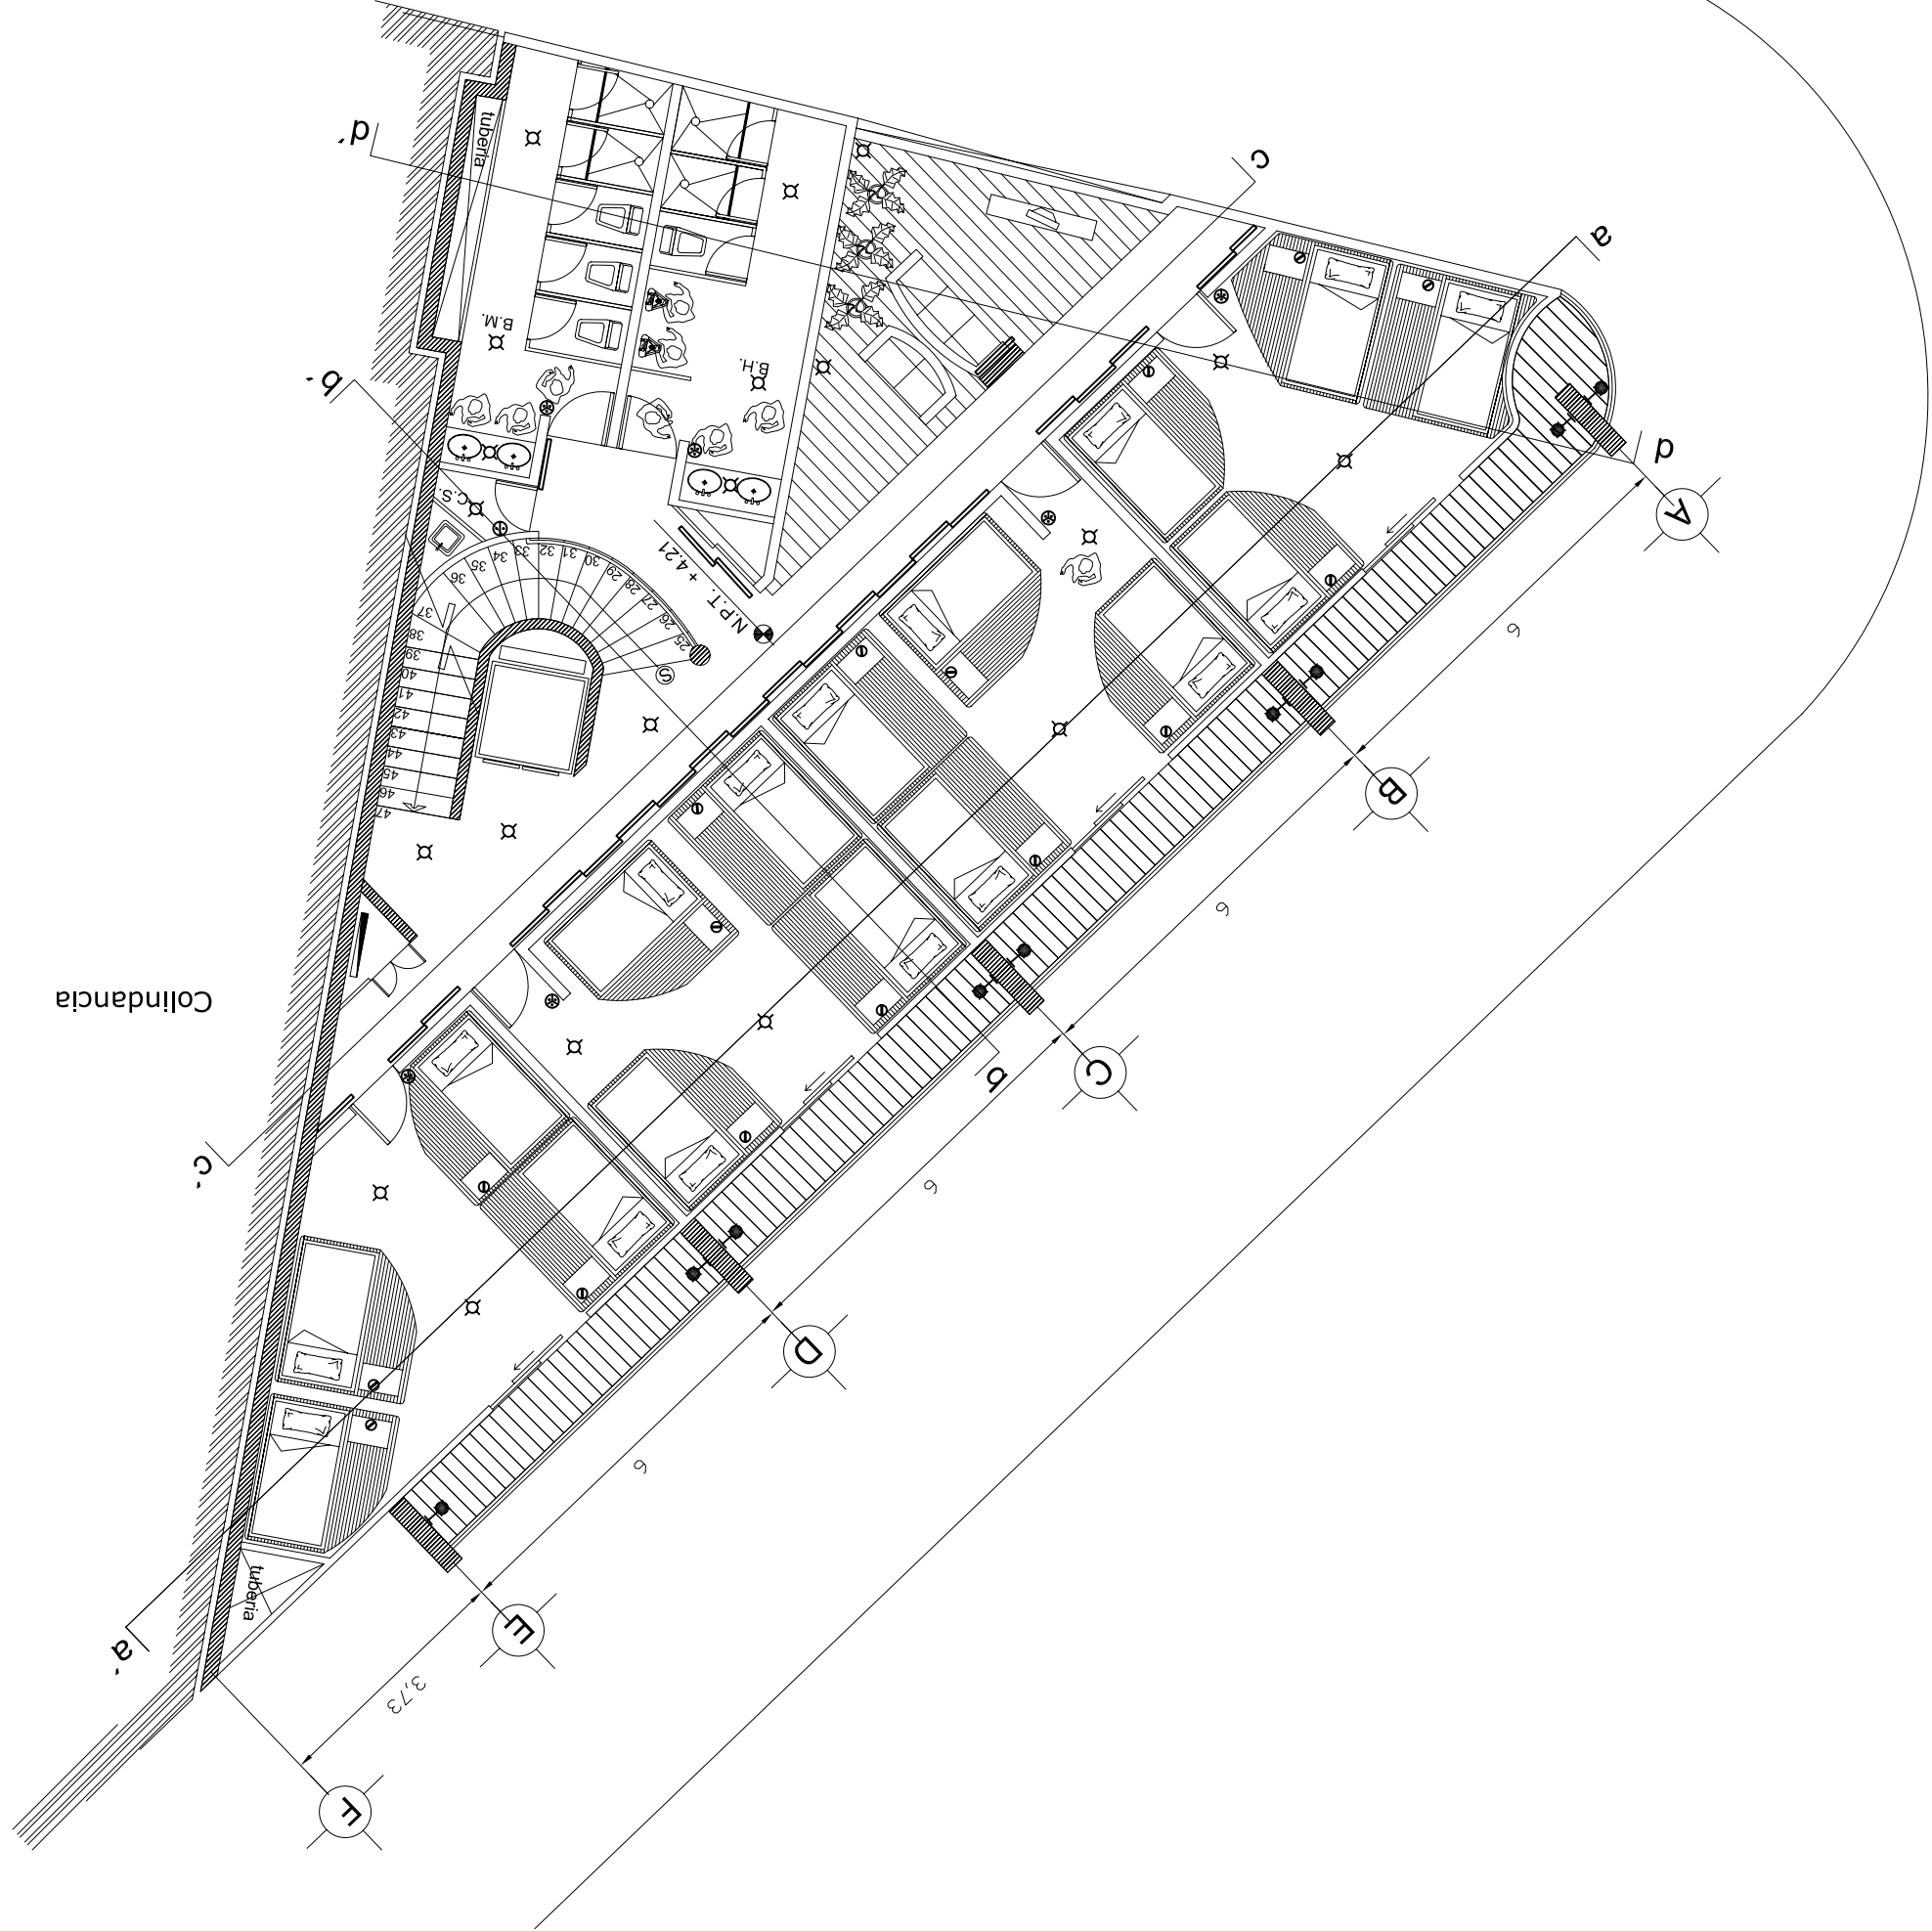 d´
tuberia
c
a
B.M.
B.H.
b´
C.S.
d
A
N.P.T. + 4.21
25
26
27
28
29
30
31
32
33
34
35
36
37
38
39
40
41
42
43
44
45
46
47
S
6
B
Colindancia
6
C
b
c´
6
D
6
E
tuberia
a´
3,73
F